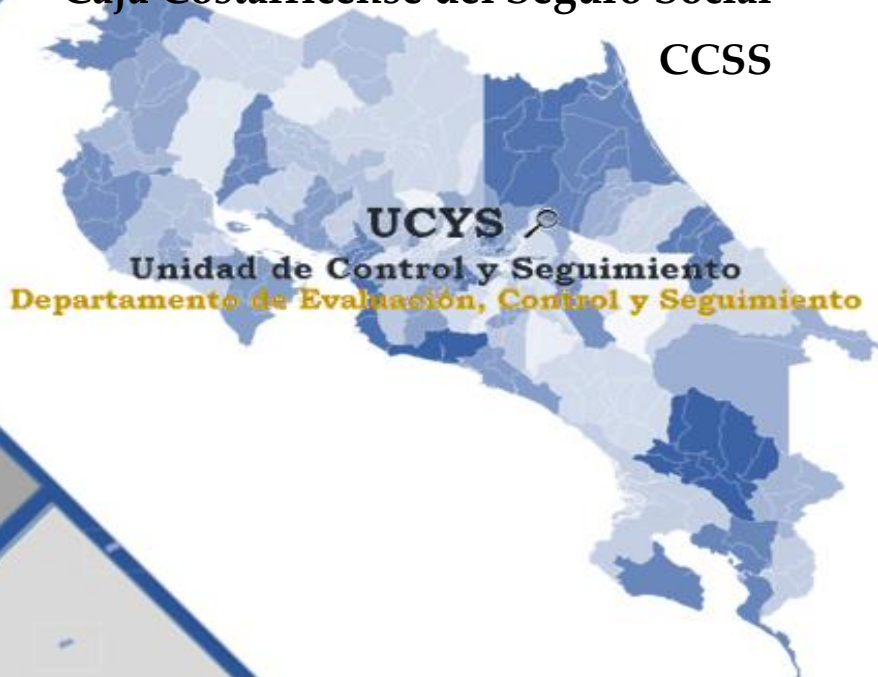 Caja Costarricense del Seguro Social
CCSS
UCYS
Unidad de Control y Seguimiento
Departamento de Evaluación, Control y Seguimiento